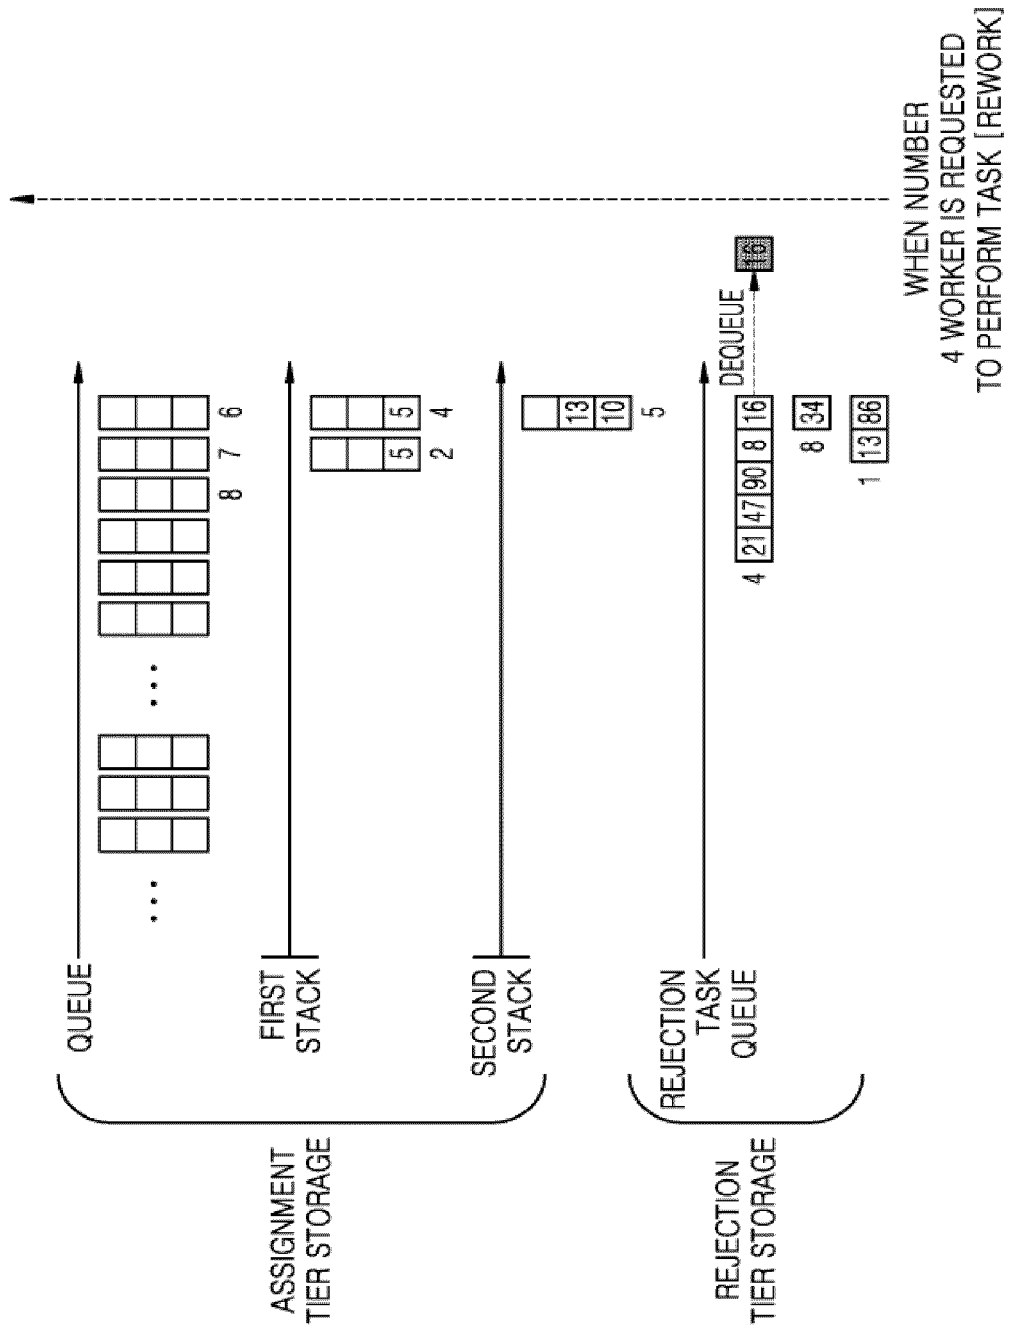 QUEUE
8 7 6
ASSIGNMENT
TIER STORAGE
FIRST
STACK
5 5
2 4
SECOND
STACK
13
10
5
REJECTION
TIER STORAGE
REJECTION
TASK
QUEUE
DEQUEUE
4 21 47 90 8 16 16
8 34
1 13 86
WHEN NUMBER
4 WORKER IS REQUESTED
TO PERFORM TASK [REWORK]